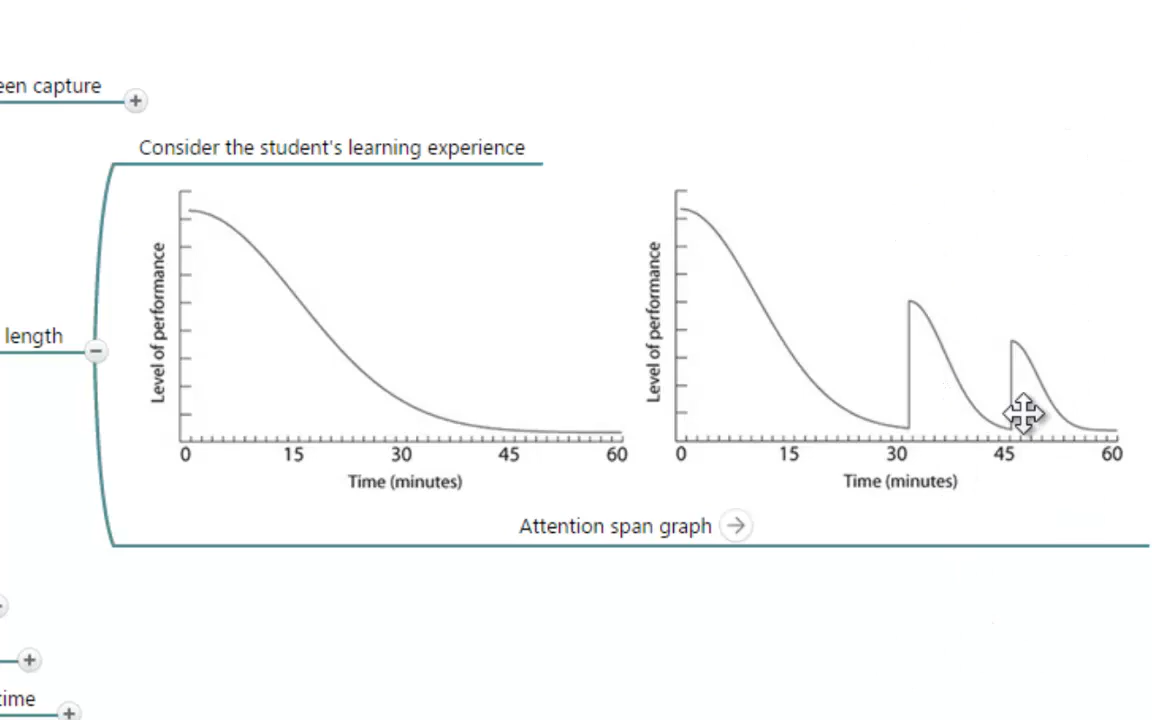 een capture
Consider the student's learning experience
length
Level of performance
0 15 30 45 60
Time (minutes)
Level of performance
0 15 30 45 60
Time (minutes)
Attention span graph
time